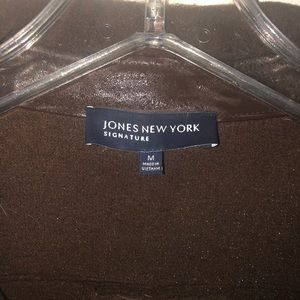 JONES NEW YORK
SIGNATURE
M
MADE IN
VIETNAM